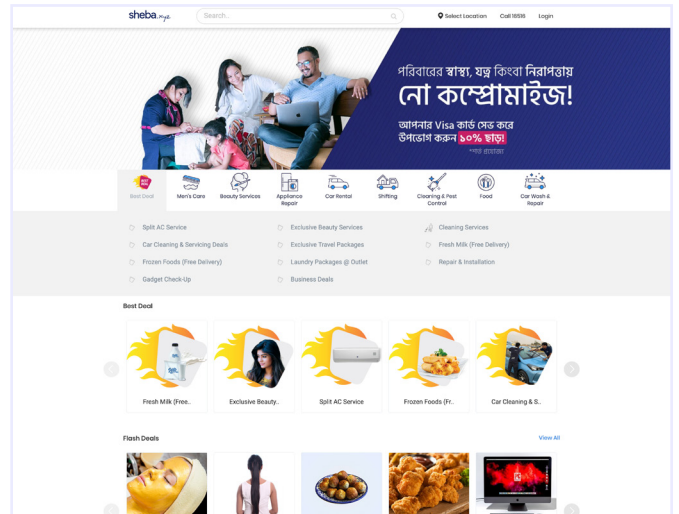 sheba.xyz
Search..
Select Location
Call 16516
Login
পরিবারের স্বাস্থ্য, যত্ন কিংবা নিরাপত্তায়
নো কম্প্রোমাইজ!
আপনার Visa কার্ড সেভ করে
উপভোগ করুন ১০% ছাড়!
*শর্ত প্রযোজ্য
Best Deal
Men's Care
Beauty Services
Appliance
Repair
Car Rental
Shifting
Cleaning & Pest
Control
Food
Car Wash &
Repair
Split AC Service
Exclusive Beauty Services
Cleaning Services
Car Cleaning & Servicing Deals
Exclusive Travel Packages
Fresh Milk (Free Delivery)
Frozen Foods (Free Delivery)
Laundry Packages @ Outlet
Repair & Installation
Gadget Check-Up
Business Deals
Best Deal
Fresh Milk (Free..
Exclusive Beauty..
Split AC Service
Frozen Foods (Fr..
Car Cleaning & S..
Flash Deals
View All